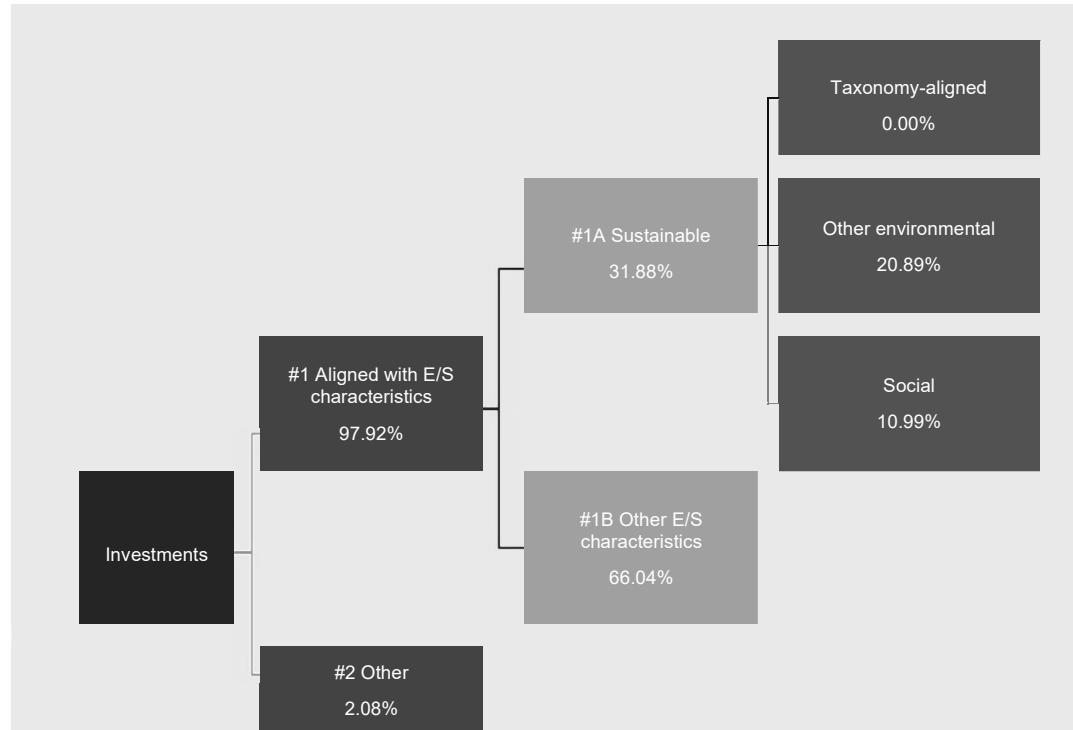 Taxonomy-aligned
0.00%
#1A Sustainable
31.88%
Other environmental
20.89%
#1 Aligned with E/S
characteristics
97.92%
Social
10.99%
Investments
#1B Other E/S
characteristics
66.04%
#2 Other
2.08%